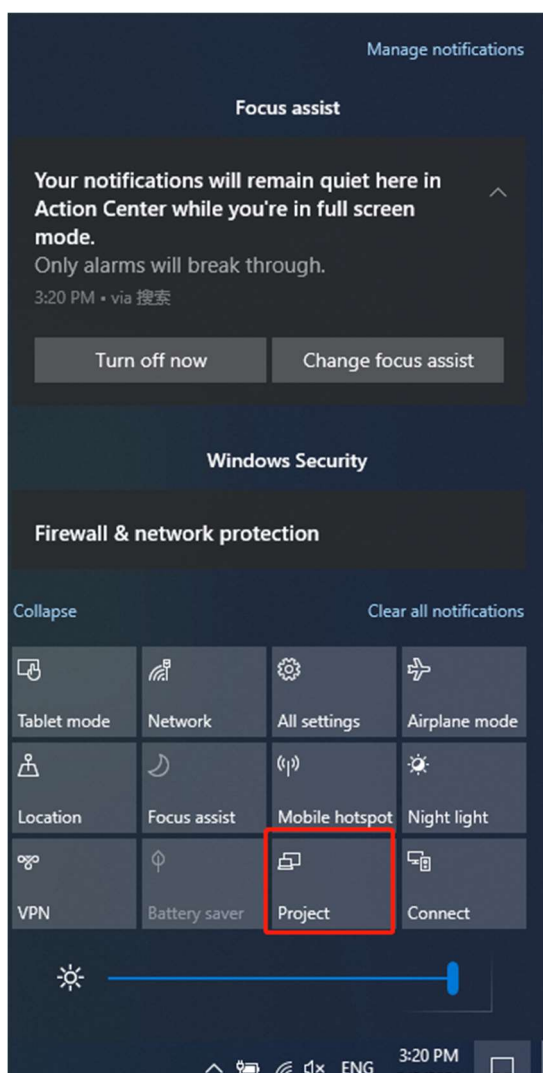 Manage notifications
Focus assist
Your notifications will remain quiet here in
Action Center while you're in full screen
mode.
Only alarms will break through.
3:20 PM • via 搜索
Turn off now Change focus assist
Windows Security
Firewall & network protection
Collapse Clear all notifications
Tablet mode Network All settings Airplane mode
Location Focus assist Mobile hotspot Night light
VPN Battery saver Project Connect
ENG 3:20 PM